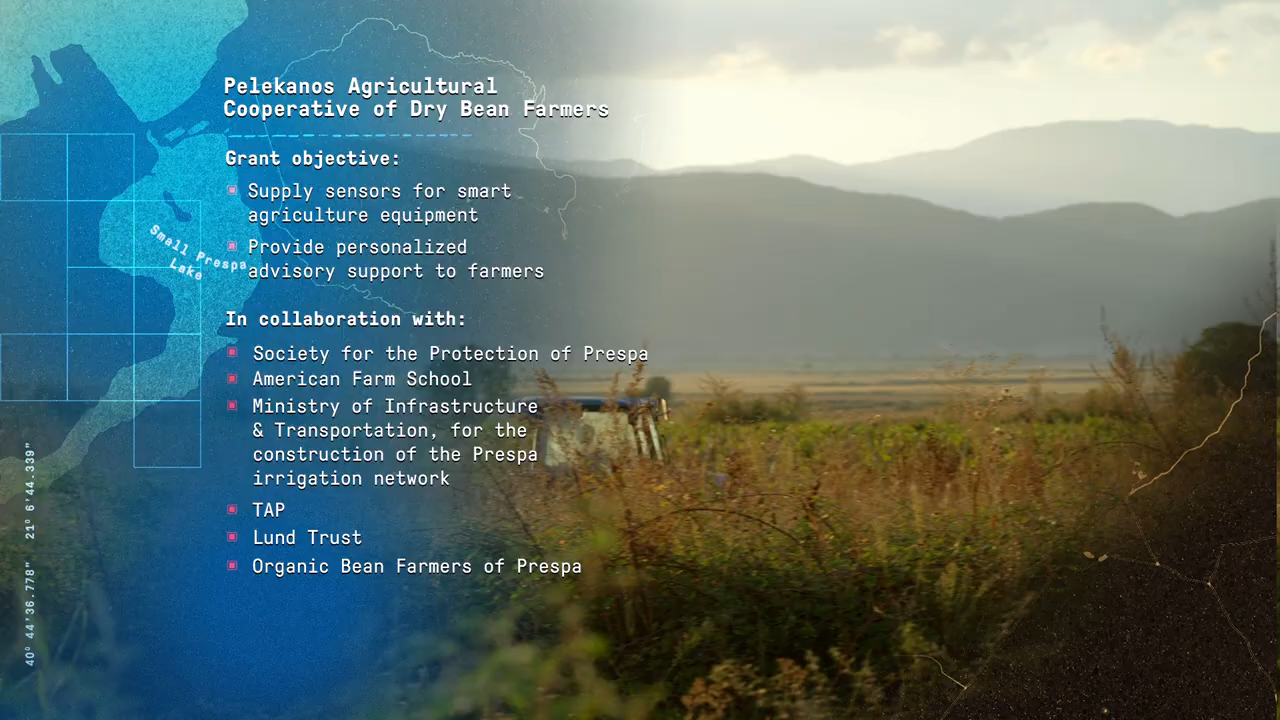 Pelekanos Agricultural
Cooperative of Dry Bean Farmers
Grant objective:
Supply sensors for smart
agriculture equipment
Provide personalized
advisory support to farmers
In collaboration with:
Society for the Protection of Prespa
American Farm School
Ministry of Infrastructure
& Transportation, for the
construction of the Prespa
irrigation network
TAP
Lund Trust
Organic Bean Farmers of Prespa
Small Prespa
Lake
40° 44'36.778" 21° 6'44.339"